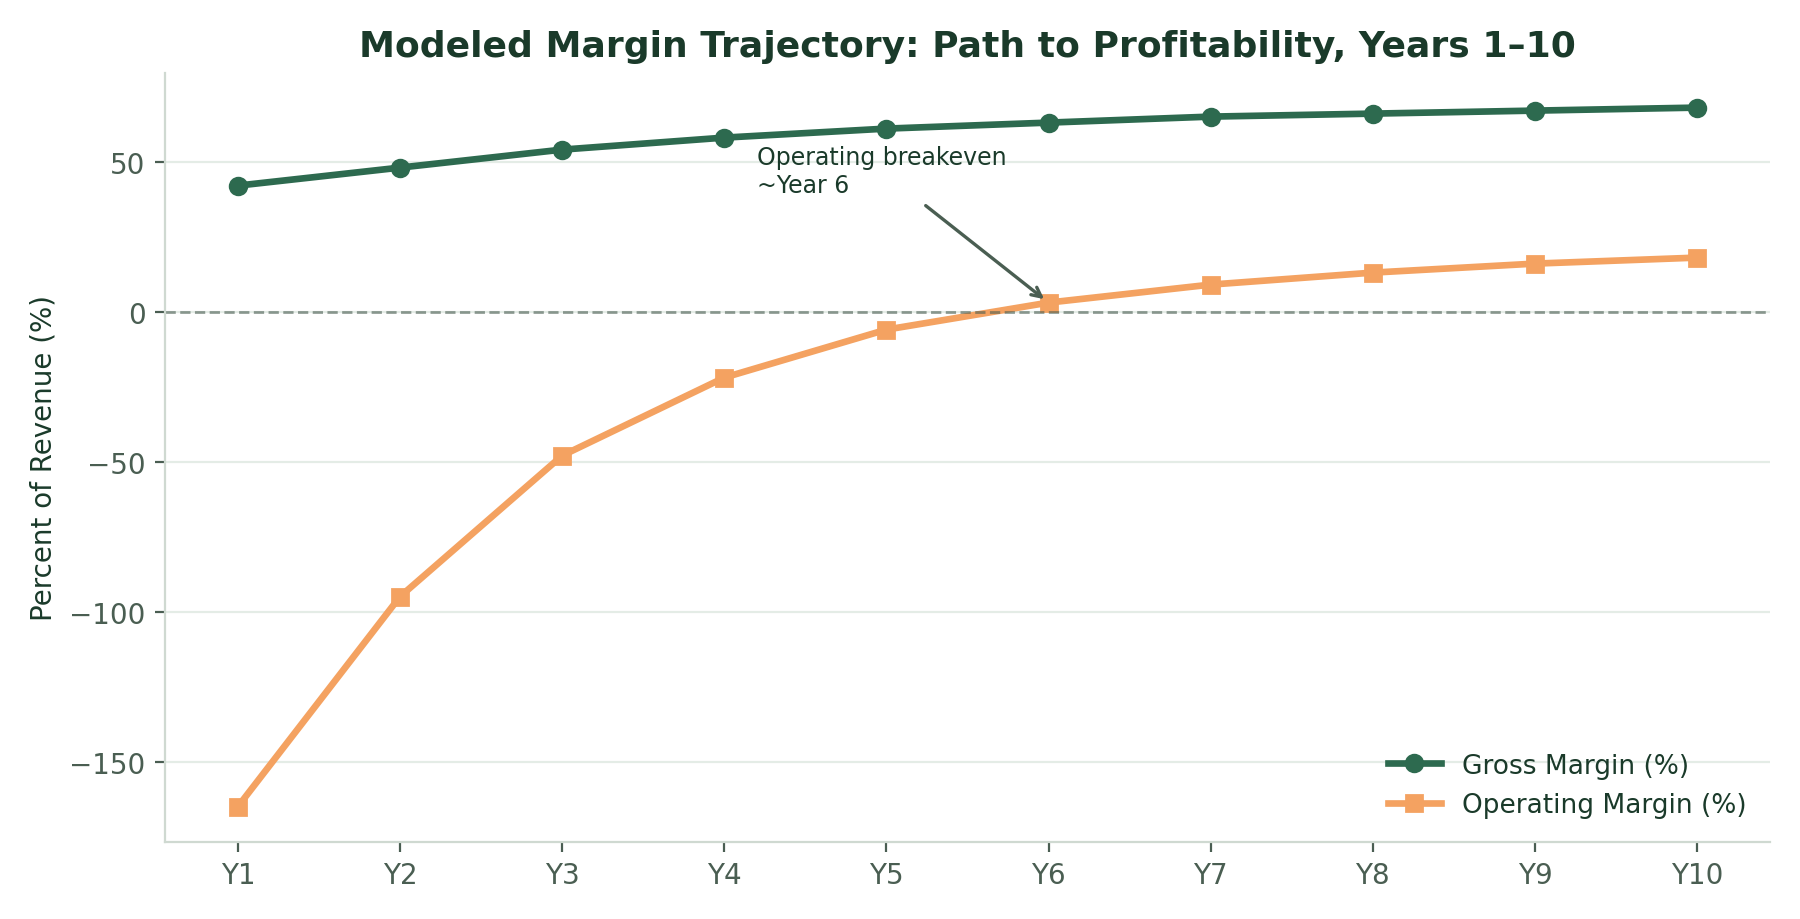 Modeled Margin Trajectory: Path to Profitability, Years 1–10
Percent of Revenue (%)
50
0
−50
−100
−150
Operating breakeven
~Year 6
Gross Margin (%)
Operating Margin (%)
Y1 Y2 Y3 Y4 Y5 Y6 Y7 Y8 Y9 Y10